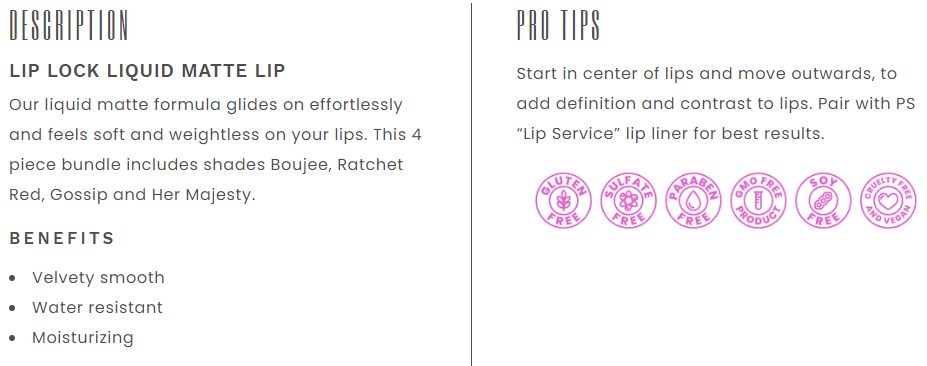 DESCRIPTION
LIP LOCK LIQUID MATTE LIP
Our liquid matte formula glides on effortlessly
and feels soft and weightless on your lips. This 4
piece bundle includes shades Boujee, Ratchet
Red, Gossip and Her Majesty.
BENEFITS
Velvety smooth
Water resistant
Moisturizing
PRO TIPS
Start in center of lips and move outwards, to
add definition and contrast to lips. Pair with PS
“Lip Service” lip liner for best results.
GLUTEN FREE
SULFATE FREE
PARABEN FREE
GMO FREE PRODUCT
SOY FREE
CRUELTY FREE AND VEGAN